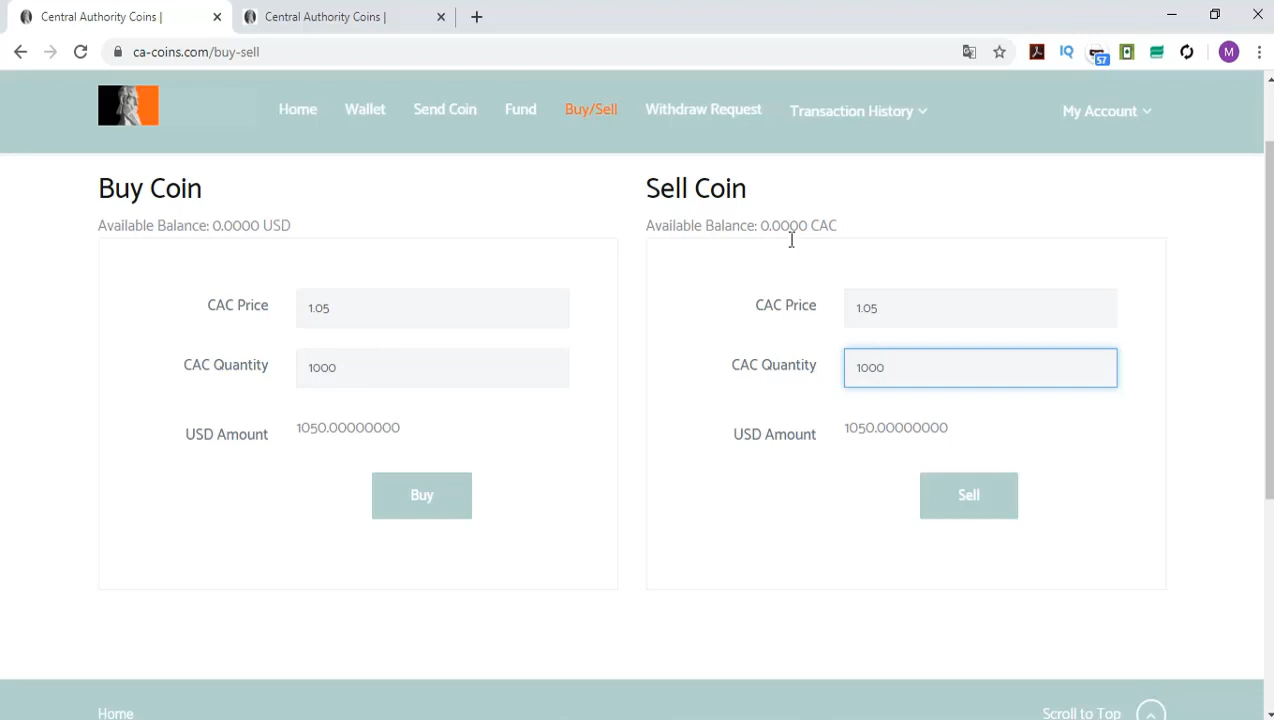 Central Authority Coins |
Central Authority Coins |
ca-coins.com/buy-sell
57
M
Home Wallet Send Coin Fund Buy/Sell Withdraw Request Transaction History My Account
Buy Coin
Available Balance: 0.0000 USD
CAC Price 1.05
CAC Quantity 1000
USD Amount 1050.00000000
Buy
Sell Coin
Available Balance: 0.0000 CAC
CAC Price 1.05
CAC Quantity 1000
USD Amount 1050.00000000
Sell
Home
Scroll to Top